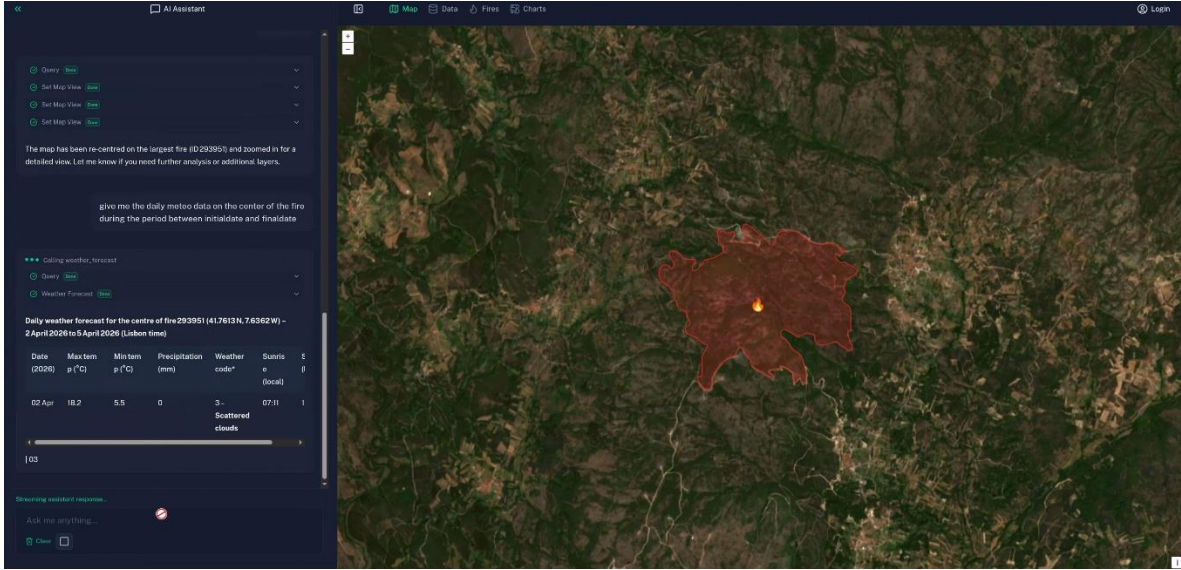 «
AI Assistant
Map
Data
Fires
Charts
Login
+
−
Query Done
Set Map View Done
Set Map View Done
Set Map View Done
The map has been re-centred on the largest fire (ID 293951) and zoomed in for a
detailed view. Let me know if you need further analysis or additional layers.
give me the daily meteo data on the center of the fire
during the period between initialdate and finaldate
Calling weather_forecast
Query Done
Weather Forecast Done
Daily weather forecast for the centre of fire 293951 (41.7613 N, 7.6362 W) –
2 April 2026 to 5 April 2026 (Lisbon time)
Date (2026) Max tem p (°C) Min tem p (°C) Precipitation (mm) Weather code* Sunris e (local) S
02 Apr 18.2 5.5 0 3 – Scattered clouds 07:11 1
| 03
Streaming assistant response..
Ask me anything...
Clear
i